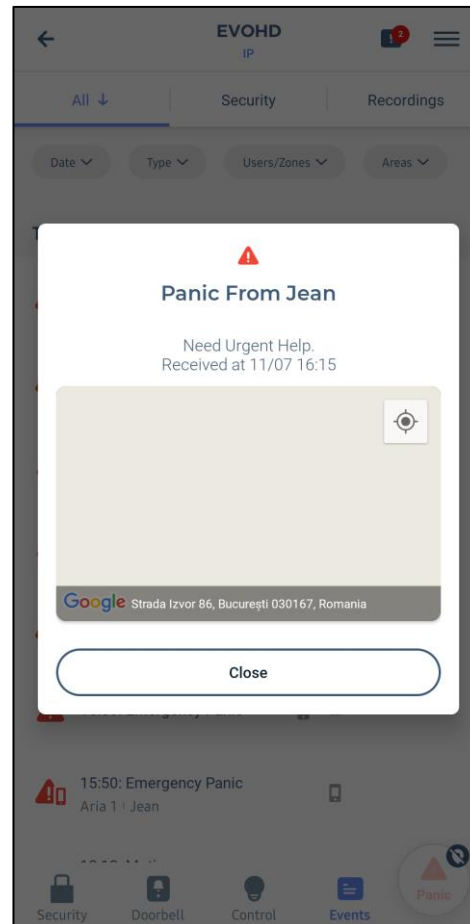 EVOHD
IP
2
All ↓
Security
Recordings
Date
Type
Users/Zones
Areas
Panic From Jean
Need Urgent Help.
Received at 11/07 16:15
Google Strada Izvor 86, București 030167, Romania
Close
15:50: Emergency Panic
Aria 1 Jean
Security
Doorbell
Control
Events
Panic